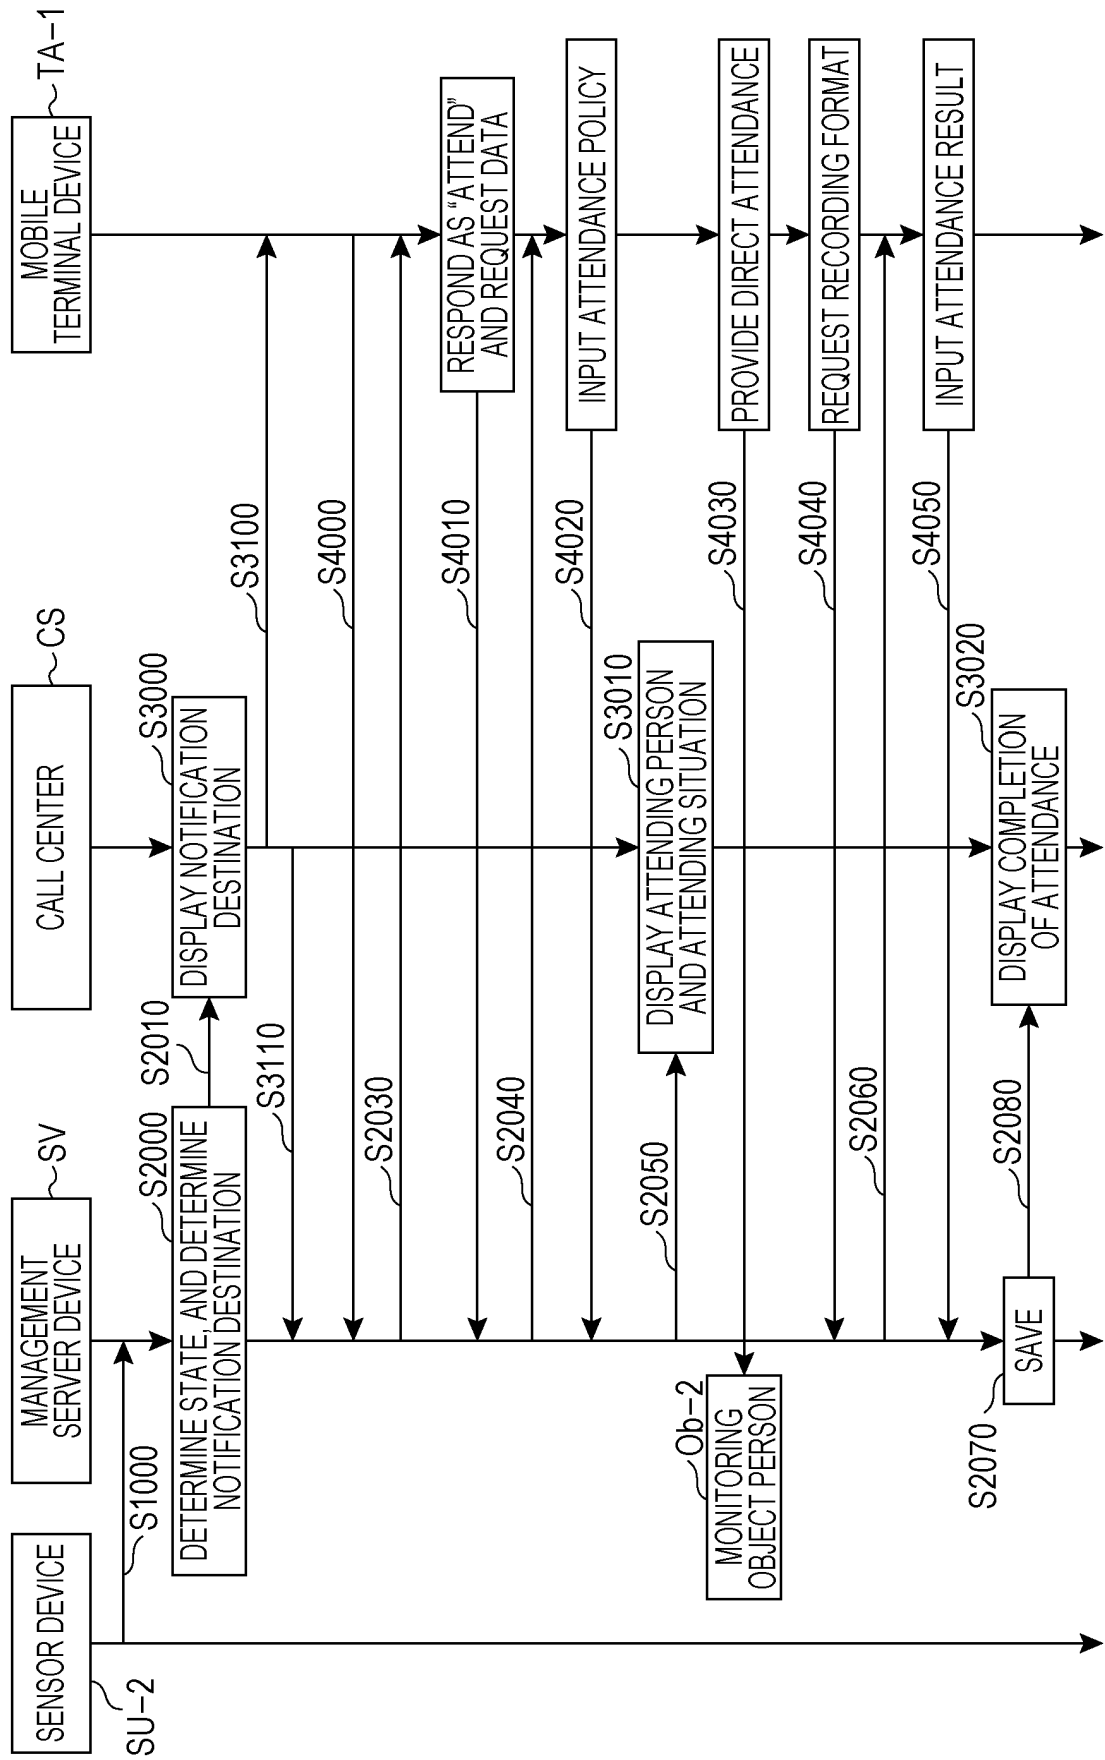 SENSOR DEVICE
SU-2
MANAGEMENT
SERVER DEVICE
SV
CALL CENTER
CS
MOBILE
TERMINAL DEVICE
TA-1
S1000
S2000
DETERMINE STATE, AND DETERMINE
NOTIFICATION DESTINATION
S2010
S3000
DISPLAY NOTIFICATION
DESTINATION
S3100
S3110
S4000
S2030
RESPOND AS “ATTEND”
AND REQUEST DATA
S4010
S2040
INPUT ATTENDANCE POLICY
S4020
S2050
S3010
DISPLAY ATTENDING PERSON
AND ATTENDING SITUATION
PROVIDE DIRECT ATTENDANCE
S4030
Ob-2
MONITORING
OBJECT PERSON
REQUEST RECORDING FORMAT
S4040
S2060
INPUT ATTENDANCE RESULT
S4050
S2070
SAVE
S2080
S3020
DISPLAY COMPLETION
OF ATTENDANCE